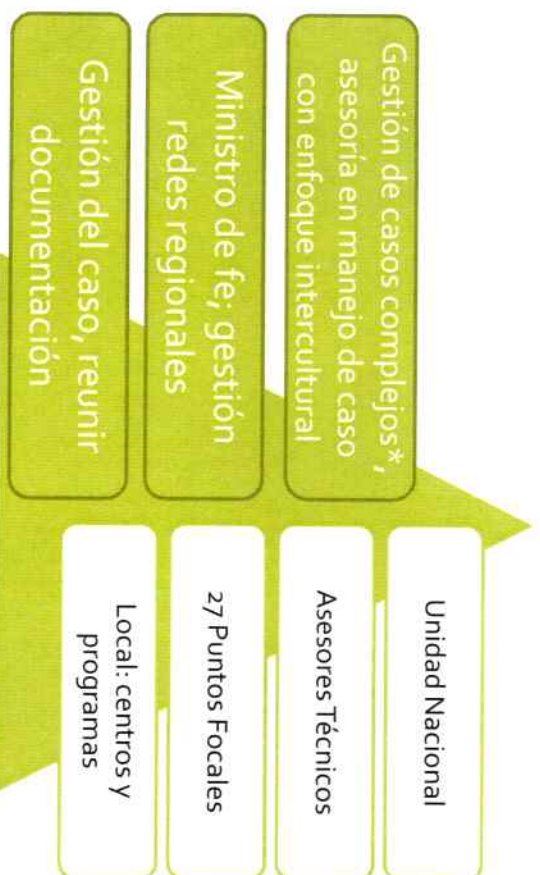 Gestión de casos complejos*,
asesoría en manejo de caso
con enfoque intercultural
Ministro de fe; gestión
redes regionales
Gestión del caso, reunir
documentación
Unidad Nacional
Asesores Técnicos
27 Puntos Focales
Local: centros y
programas